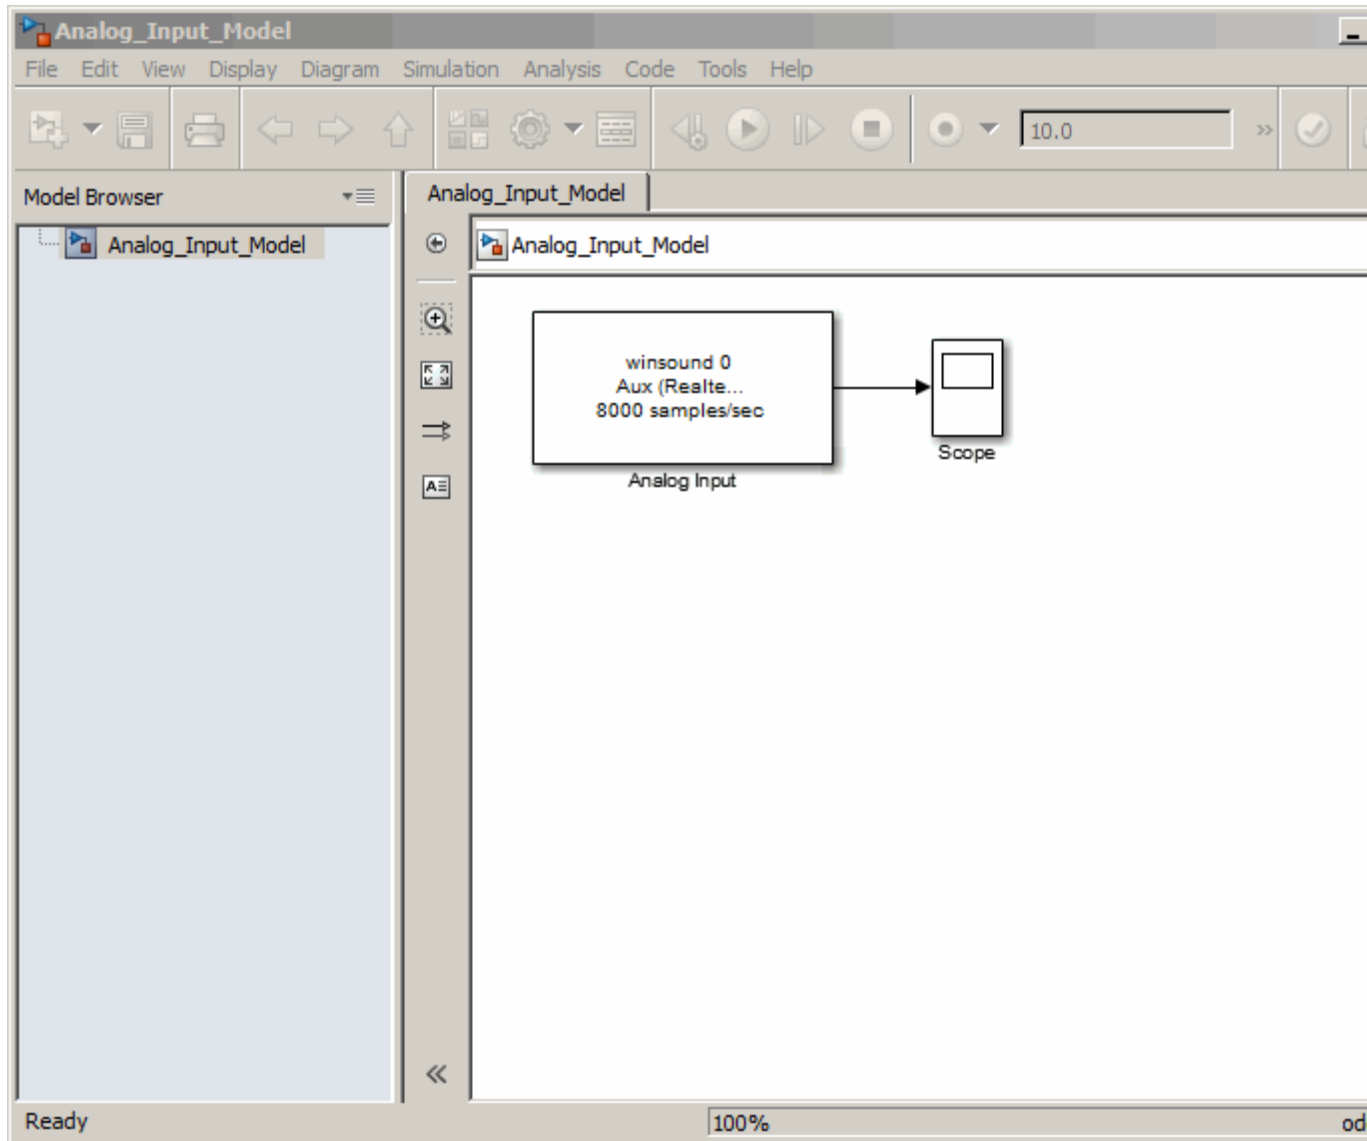 Analog_Input_Model
File Edit View Display Diagram Simulation Analysis Code Tools Help
10.0
Model Browser
Analog_Input_Model
Analog_Input_Model
Analog_Input_Model
winsound 0
Aux (Realte...
8000 samples/sec
Analog Input
Scope
Ready 100% od